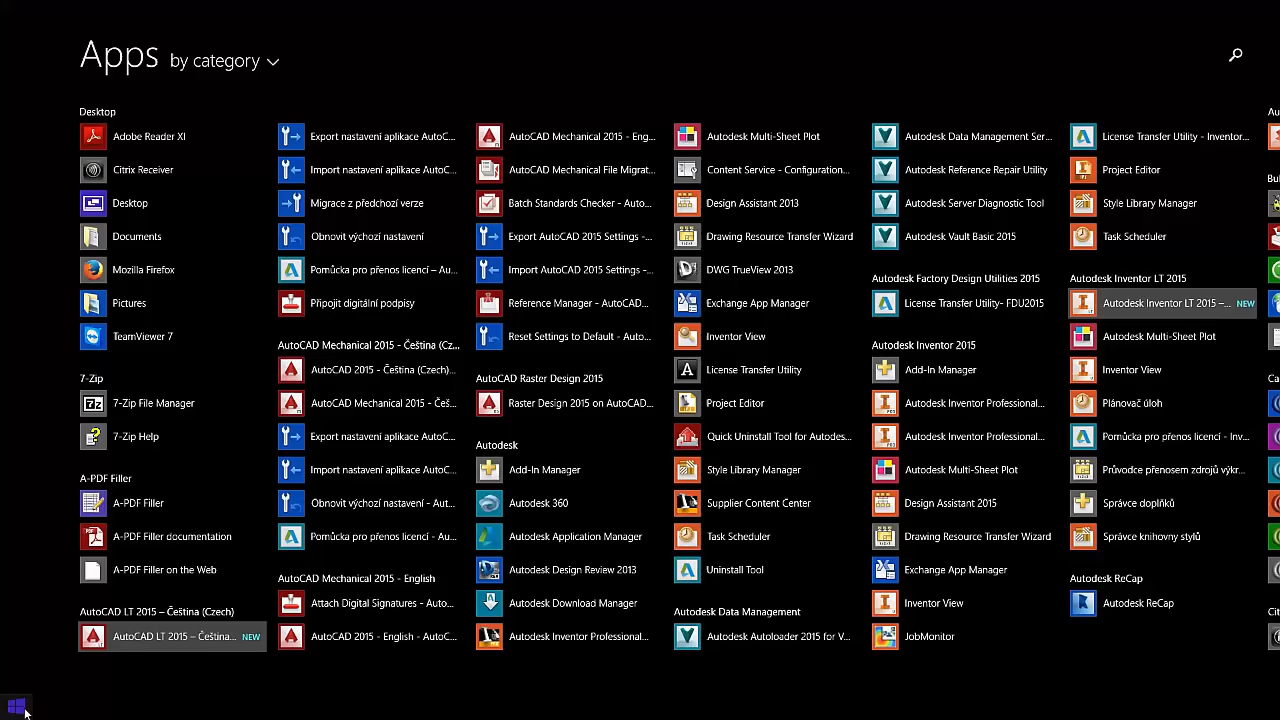 Apps by category
Desktop
Adobe Reader XI
Citrix Receiver
Desktop
Documents
Mozilla Firefox
Pictures
TeamViewer 7
7-Zip
7-Zip File Manager
7-Zip Help
A-PDF Filler
A-PDF Filler
A-PDF Filler documentation
A-PDF Filler on the Web
AutoCAD LT 2015 – Čeština (Czech)
AutoCAD LT 2015 – Čeština... NEW
Export nastavení aplikace AutoC...
Import nastavení aplikace AutoC...
Migrace z předchozí verze
Obnovit výchozí nastavení
Pomůcka pro přenos licencí – Au...
Připojit digitální podpisy
AutoCAD Mechanical 2015 - Čeština (Cz...
AutoCAD 2015 - Čeština (Czech)...
AutoCAD Mechanical 2015 - Češ...
Export nastavení aplikace AutoC...
Import nastavení aplikace AutoC...
Obnovit výchozí nastavení - Aut...
Pomůcka pro přenos licencí - Au...
AutoCAD Mechanical 2015 - English
Attach Digital Signatures - Auto...
AutoCAD 2015 - English - AutoC...
AutoCAD Mechanical 2015 - Eng...
AutoCAD Mechanical File Migrat...
Batch Standards Checker - Auto...
Export AutoCAD 2015 Settings -...
Import AutoCAD 2015 Settings -...
Reference Manager - AutoCAD...
Reset Settings to Default - Auto...
AutoCAD Raster Design 2015
Raster Design 2015 on AutoCAD...
Autodesk
Add-In Manager
Autodesk 360
Autodesk Application Manager
Autodesk Design Review 2013
Autodesk Download Manager
Autodesk Inventor Professional...
Autodesk Multi-Sheet Plot
Content Service - Configuration...
Design Assistant 2013
Drawing Resource Transfer Wizard
DWG TrueView 2013
Exchange App Manager
Inventor View
License Transfer Utility
Project Editor
Quick Uninstall Tool for Autodes...
Style Library Manager
Supplier Content Center
Task Scheduler
Uninstall Tool
Autodesk Data Management
Autodesk Autoloader 2015 for V...
Autodesk Data Management Ser...
Autodesk Reference Repair Utility
Autodesk Server Diagnostic Tool
Autodesk Vault Basic 2015
Autodesk Factory Design Utilities 2015
License Transfer Utility- FDU2015
Autodesk Inventor 2015
Add-In Manager
Autodesk Inventor Professional...
Autodesk Inventor Professional...
Autodesk Multi-Sheet Plot
Design Assistant 2015
Drawing Resource Transfer Wizard
Exchange App Manager
Inventor View
JobMonitor
License Transfer Utility - Inventor...
Project Editor
Style Library Manager
Task Scheduler
Autodesk Inventor LT 2015
Autodesk Inventor LT 2015 –... NEW
Autodesk Multi-Sheet Plot
Inventor View
Plánovač úloh
Pomůcka pro přenos licencí - Inv...
Průvodce přenosem zdrojů výkr...
Správce doplňků
Správce knihovny stylů
Autodesk ReCap
Autodesk ReCap
Au
Bul
Ca
Cit